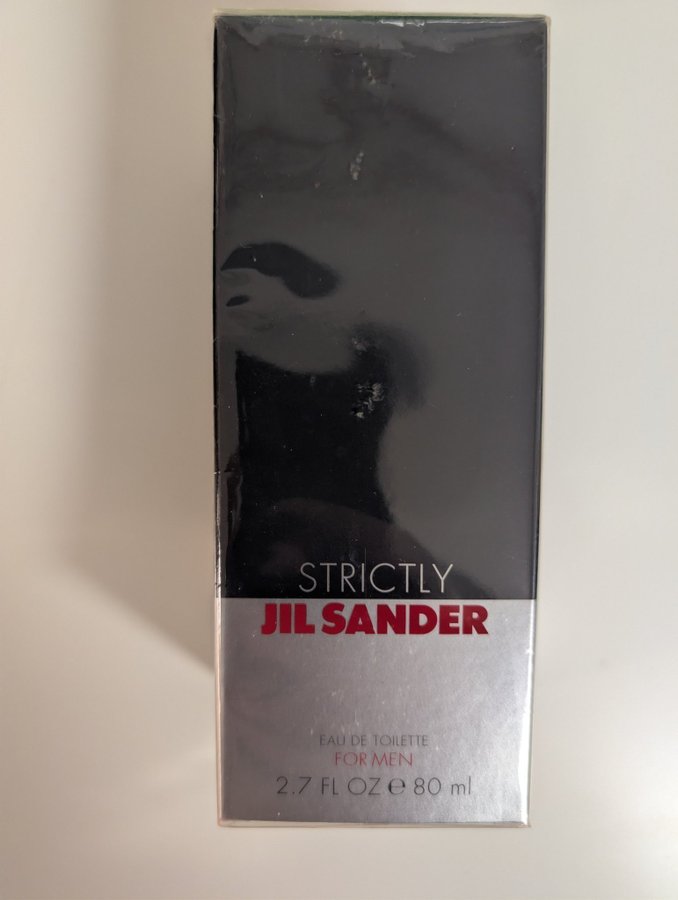 STRICTLY
JIL SANDER
EAU DE TOILETTE
FOR MEN
2.7 FL OZ ℮ 80 ml